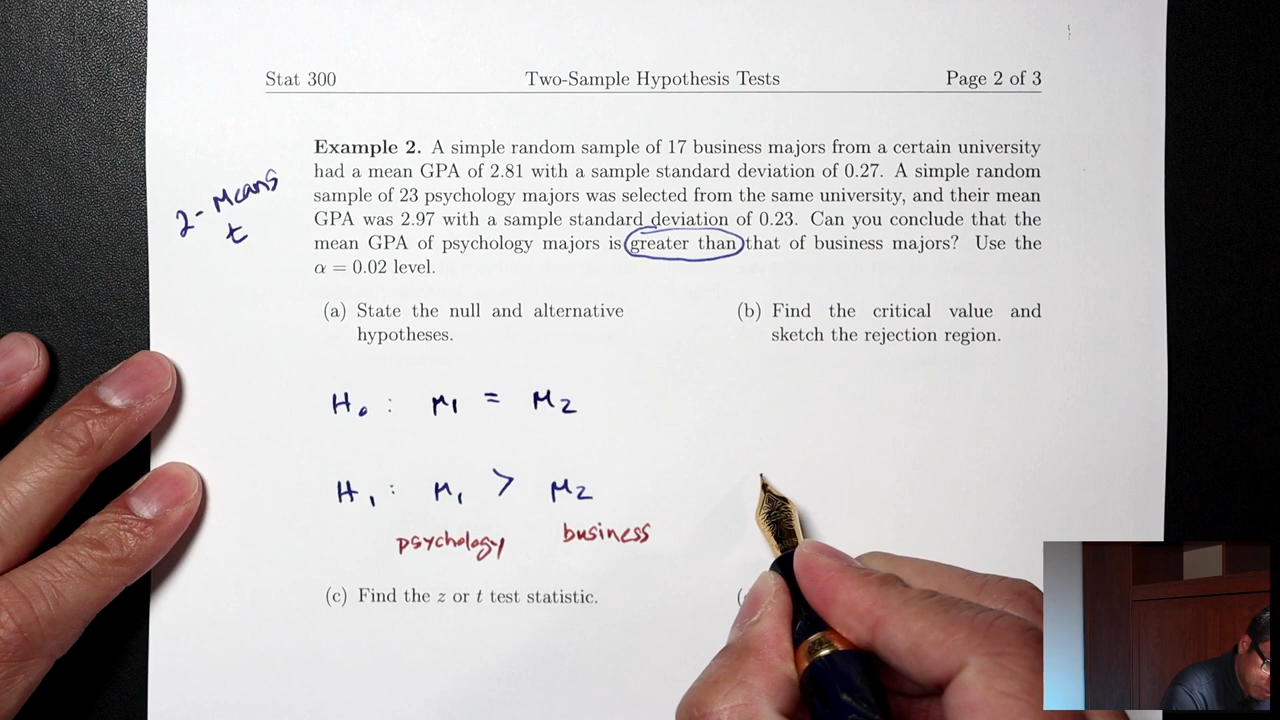 Stat 300 Two-Sample Hypothesis Tests Page 2 of 3
Example 2. A simple random sample of 17 business majors from a certain university
had a mean GPA of 2.81 with a sample standard deviation of 0.27. A simple random
sample of 23 psychology majors was selected from the same university, and their mean
GPA was 2.97 with a sample standard deviation of 0.23. Can you conclude that the
mean GPA of psychology majors is greater than that of business majors? Use the
α = 0.02 level.
2-Means
t
(a) State the null and alternative
hypotheses.
(b) Find the critical value and
sketch the rejection region.
H₀ : μ₁ = μ₂
H₁ : μ₁ > μ₂
psychology business
(c) Find the z or t test statistic.
(